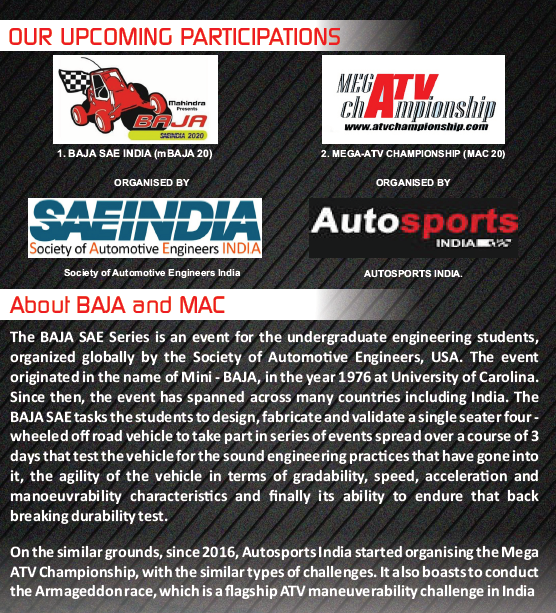 OUR UPCOMING PARTICIPATIONS
Mahindra
Presents
BAJA
SAEINDIA 2020
MEGA ATV
chAmpionship
www.atvchampionship.com
1. BAJA SAE INDIA (mBAJA 20)
2. MEGA-ATV CHAMPIONSHIP (MAC 20)
ORGANISED BY
ORGANISED BY
SAEINDIA
Society of Automotive Engineers INDIA
Autosports
INDIA
Society of Automotive Engineers India
AUTOSPORTS INDIA.
About BAJA and MAC
The BAJA SAE Series is an event for the undergraduate engineering students,
organized globally by the Society of Automotive Engineers, USA. The event
originated in the name of Mini - BAJA, in the year 1976 at University of Carolina.
Since then, the event has spanned across many countries including India. The
BAJA SAE tasks the students to design, fabricate and validate a single seater four -
wheeled off road vehicle to take part in series of events spread over a course of 3
days that test the vehicle for the sound engineering practices that have gone into
it, the agility of the vehicle in terms of gradability, speed, acceleration and
manoeuvrability characteristics and finally its ability to endure that back
breaking durability test.
On the similar grounds, since 2016, Autosports India started organising the Mega
ATV Championship, with the similar types of challenges. It also boasts to conduct
the Armageddon race, which is a flagship ATV maneuverability challenge in India